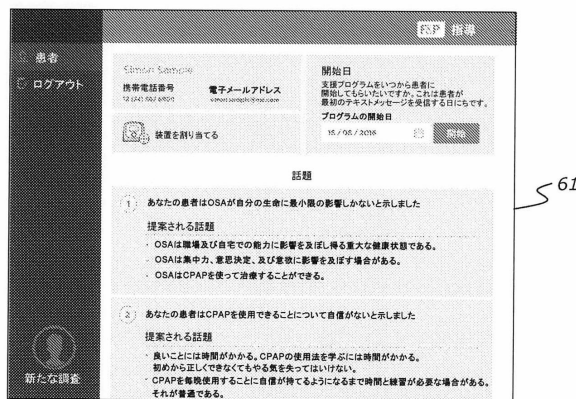 F&P 指導
患者
ログアウト
Simon Sample
携帯電話番号
電子メールアドレス
装置を割り当てる
開始日
支援プログラムをいつから患者に
開始してもらいたいですか。これは患者が
最初のテキストメッセージを受信する日にちです。
プログラムの開始日
15/08/2016
開始
話題
1 あなたの患者はOSAが自分の生命に最小限の影響しかないと示しました
提案される話題
- OSAは職場及び自宅での能力に影響を及ぼし得る重大な健康状態である。
- OSAは集中力、意思決定、及び意欲に影響を及ぼす場合がある。
- OSAはCPAPを使って治療することができる。
2 あなたの患者はCPAPを使用できることについて自信がないと示しました
提案される話題
- 良いことには時間がかかる。CPAPの使用法を学ぶには時間がかかる。
初めから正しくできなくてもやる気を失ってはいけない。
- CPAPを毎晩使用することに自信が持てるようになるまで時間と練習が必要な場合がある。
それが普通である。
新たな調査
61